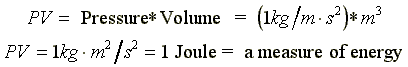 PV = Pressure* Volume = (1kg/m·s²)*m³
PV = 1kg·m²/s² = 1 Joule = a measure of energy